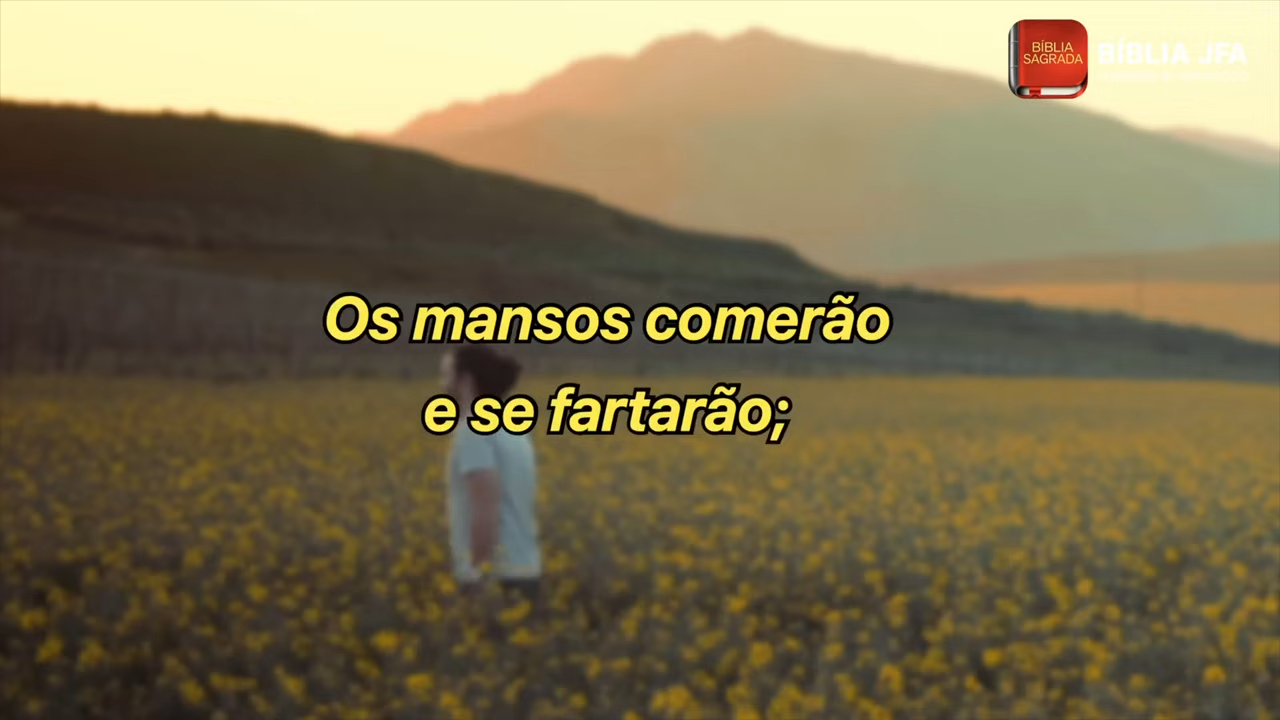 BÍBLIA
SAGRADA
BÍBLIA JFA
Os mansos comerão
e se fartarão;